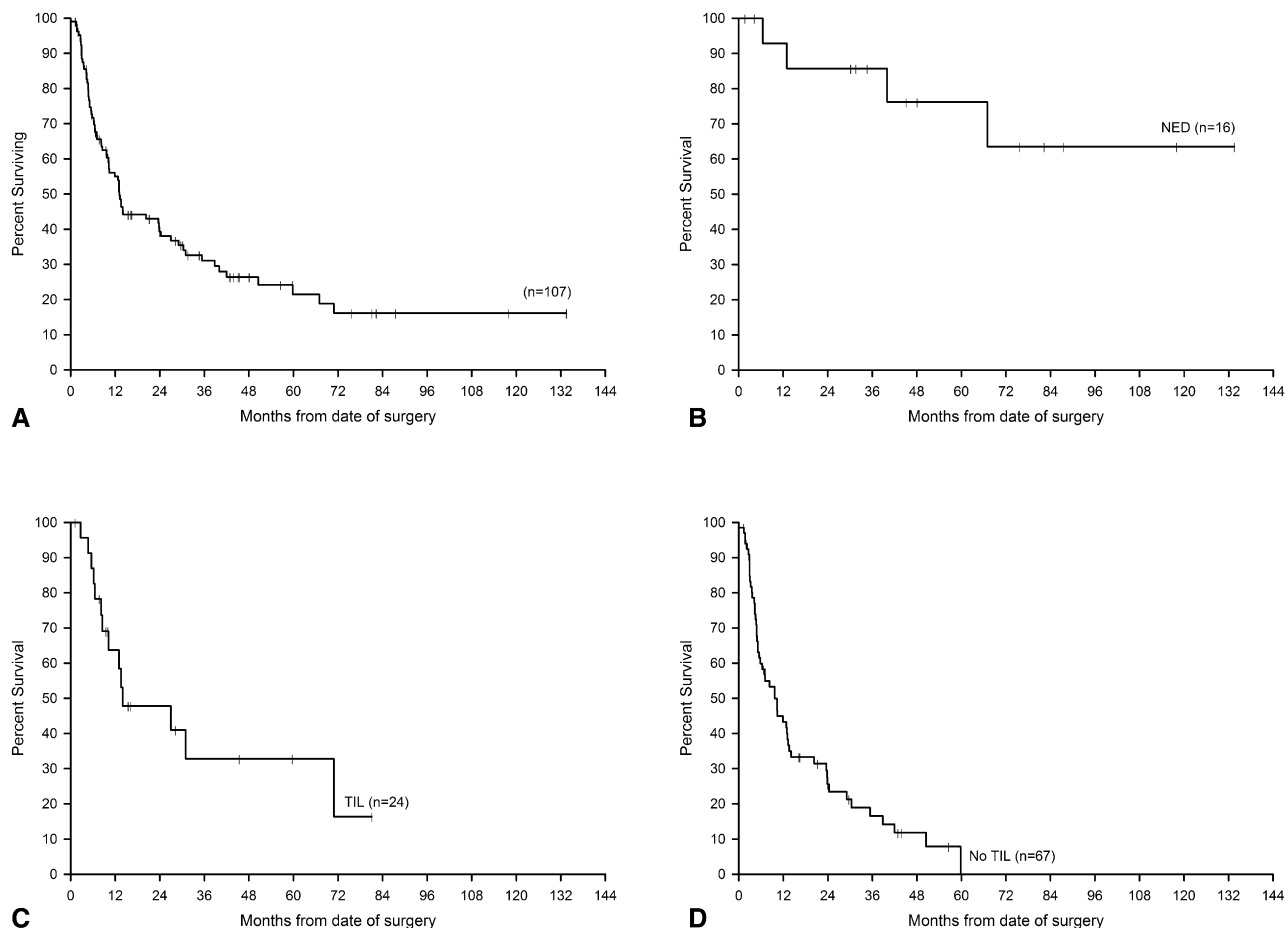 100
90
80
70
60
50
40
30
20
10
0
Percent Surviving
(n=107)
0 12 24 36 48 60 72 84 96 108 120 132 144
Months from date of surgery
A
100
90
80
70
60
50
40
30
20
10
0
Percent Survival
NED (n=16)
0 12 24 36 48 60 72 84 96 108 120 132 144
Months from date of surgery
B
100
90
80
70
60
50
40
30
20
10
0
Percent Survival
TIL (n=24)
0 12 24 36 48 60 72 84 96 108 120 132 144
Months from date of surgery
C
100
90
80
70
60
50
40
30
20
10
0
Percent Survival
No TIL (n=67)
0 12 24 36 48 60 72 84 96 108 120 132 144
Months from date of surgery
D